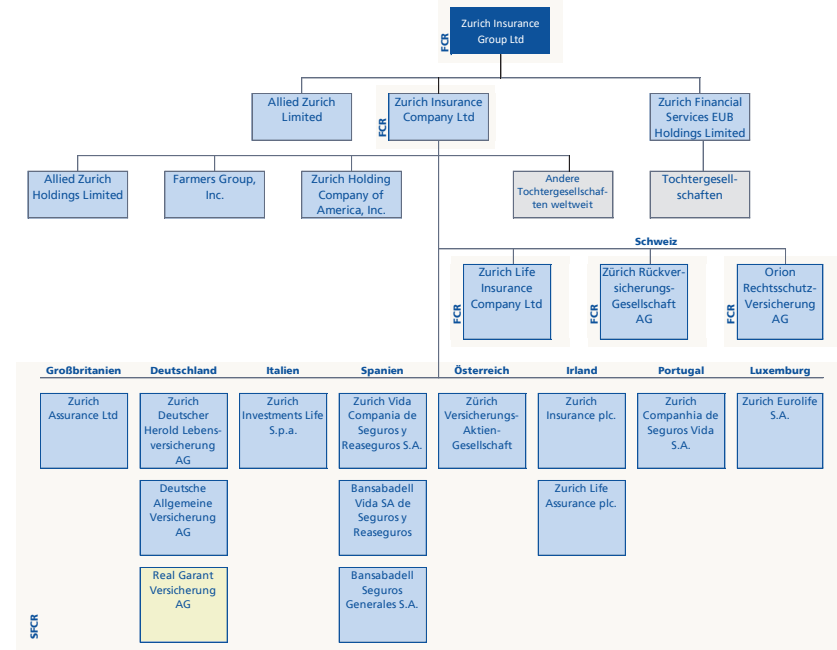 Zurich Insurance
Group Ltd
FCR
Allied Zurich
Limited
FCR
Zurich Insurance
Company Ltd
Zurich Financial
Services EUB
Holdings Limited
Allied Zurich
Holdings Limited
Farmers Group,
Inc.
Zurich Holding
Company of
America, Inc.
Andere
Tochtergesellschaf-
ten weltweit
Tochtergesell-
schaften
Schweiz
FCR
Zurich Life
Insurance
Company Ltd
FCR
Zürich Rückver-
sicherungs-
Gesellschaft
AG
FCR
Orion
Rechtsschutz-
Versicherung
AG
Großbritanien
Deutschland
Italien
Spanien
Österreich
Irland
Portugal
Luxemburg
Zurich
Assurance Ltd
Zurich
Deutscher
Herold Lebens-
versicherung
AG
Zurich
Investments Life
S.p.a.
Zurich Vida
Compania de
Seguros y
Reaseguros S.A.
Zürich
Versicherungs-
Aktien-
Gesellschaft
Zurich
Insurance plc.
Zurich
Companhia de
Seguros Vida
S.A.
Zurich Eurolife
S.A.
Deutsche
Allgemeine
Versicherung
AG
Bansabadell
Vida SA de
Seguros y
Reaseguros
Zurich Life
Assurance plc.
Real Garant
Versicherung
AG
Bansabadell
Seguros
Generales S.A.
SFCR